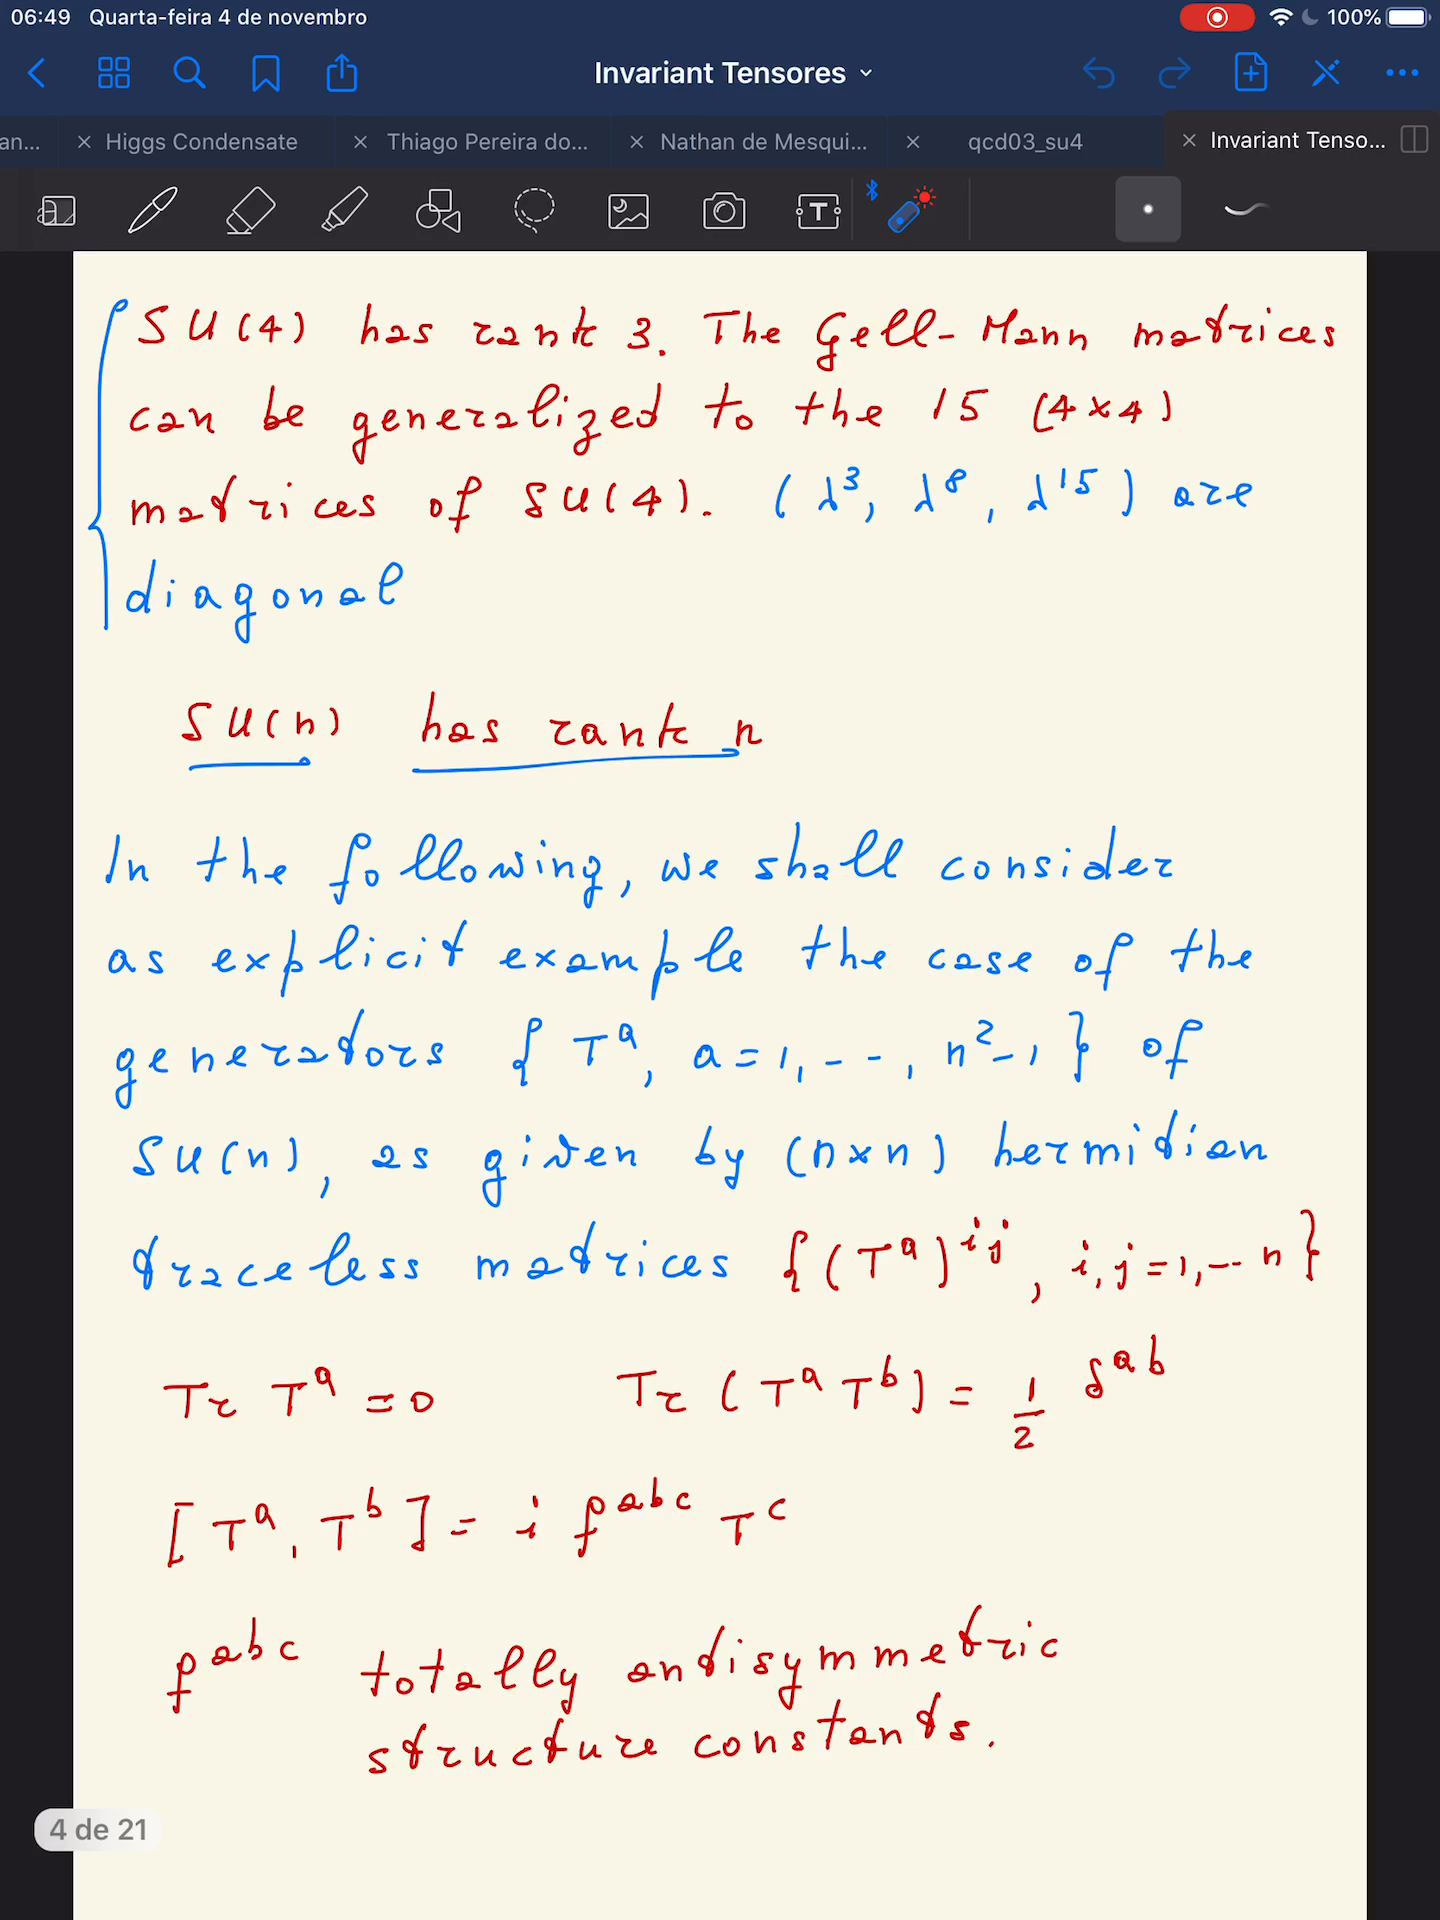 06:49 Quarta-feira 4 de novembro 100%
Invariant Tensores
an... × Higgs Condensate × Thiago Pereira do... × Nathan de Mesqui... × qcd03_su4 × Invariant Tenso...
SU(4) has rank 3. The Gell-Mann matrices
can be generalized to the 15 (4×4)
matrices of SU(4). (λ³, λ⁸, λ¹⁵) are
diagonal
SU(n) has rank n
In the following, we shall consider
as explicit example the case of the
generators { Tᵃ, a=1,--, n²-1 } of
SU(n), as given by (n×n) hermitian
traceless matrices {(Tᵃ)ⁱʲ, i,j=1,-- n}
Tr Tᵃ = 0 Tr (Tᵃ Tᵇ) = 1/2 δᵃᵇ
[Tᵃ, Tᵇ] = i fᵃᵇᶜ Tᶜ
fᵃᵇᶜ totally antisymmetric
structure constants.
4 de 21